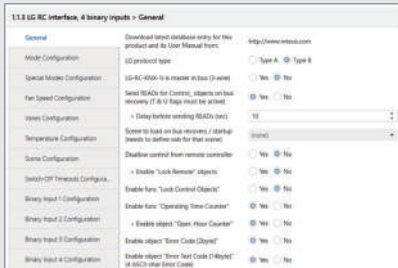 1.1.1 LG RC interface, 4 binary inputs > General
General
Mode Configuration
Special Modes Configuration
Fan Speed Configuration
Vanes Configuration
Temperature Configuration
Scene Configuration
Switch-Off Timeouts Configura...
Binary Input 1 Configuration
Binary Input 2 Configuration
Binary Input 3 Configuration
Binary Input 4 Configuration
Download latest database entry for this
product and its User Manual from:
http://www.intesis.com
LG protocol type
Type A Type B
LG-RC-KNX-1i is master in bus (3-wire)
Yes No
Send READs for Control_ objects on bus
recovery (T & U flags must be active)
Yes No
> Delay before sending READs (sec)
10
Scene to load on bus recovery / startup
(needs to define vals for that scene)
(none)
Disallow control from remote controller
Yes No
> Enable "Lock Remote" objects
Yes No
Enable func "Lock Control Objects"
Yes No
Enable func "Operating Time Counter"
Yes No
> Enable object "Open. Hour Counter"
Yes No
Enable object "Error Code [2byte]"
Yes No
Enable object "Error Text Code [14byte]"
(4 ASCII char Error Code)
Yes No